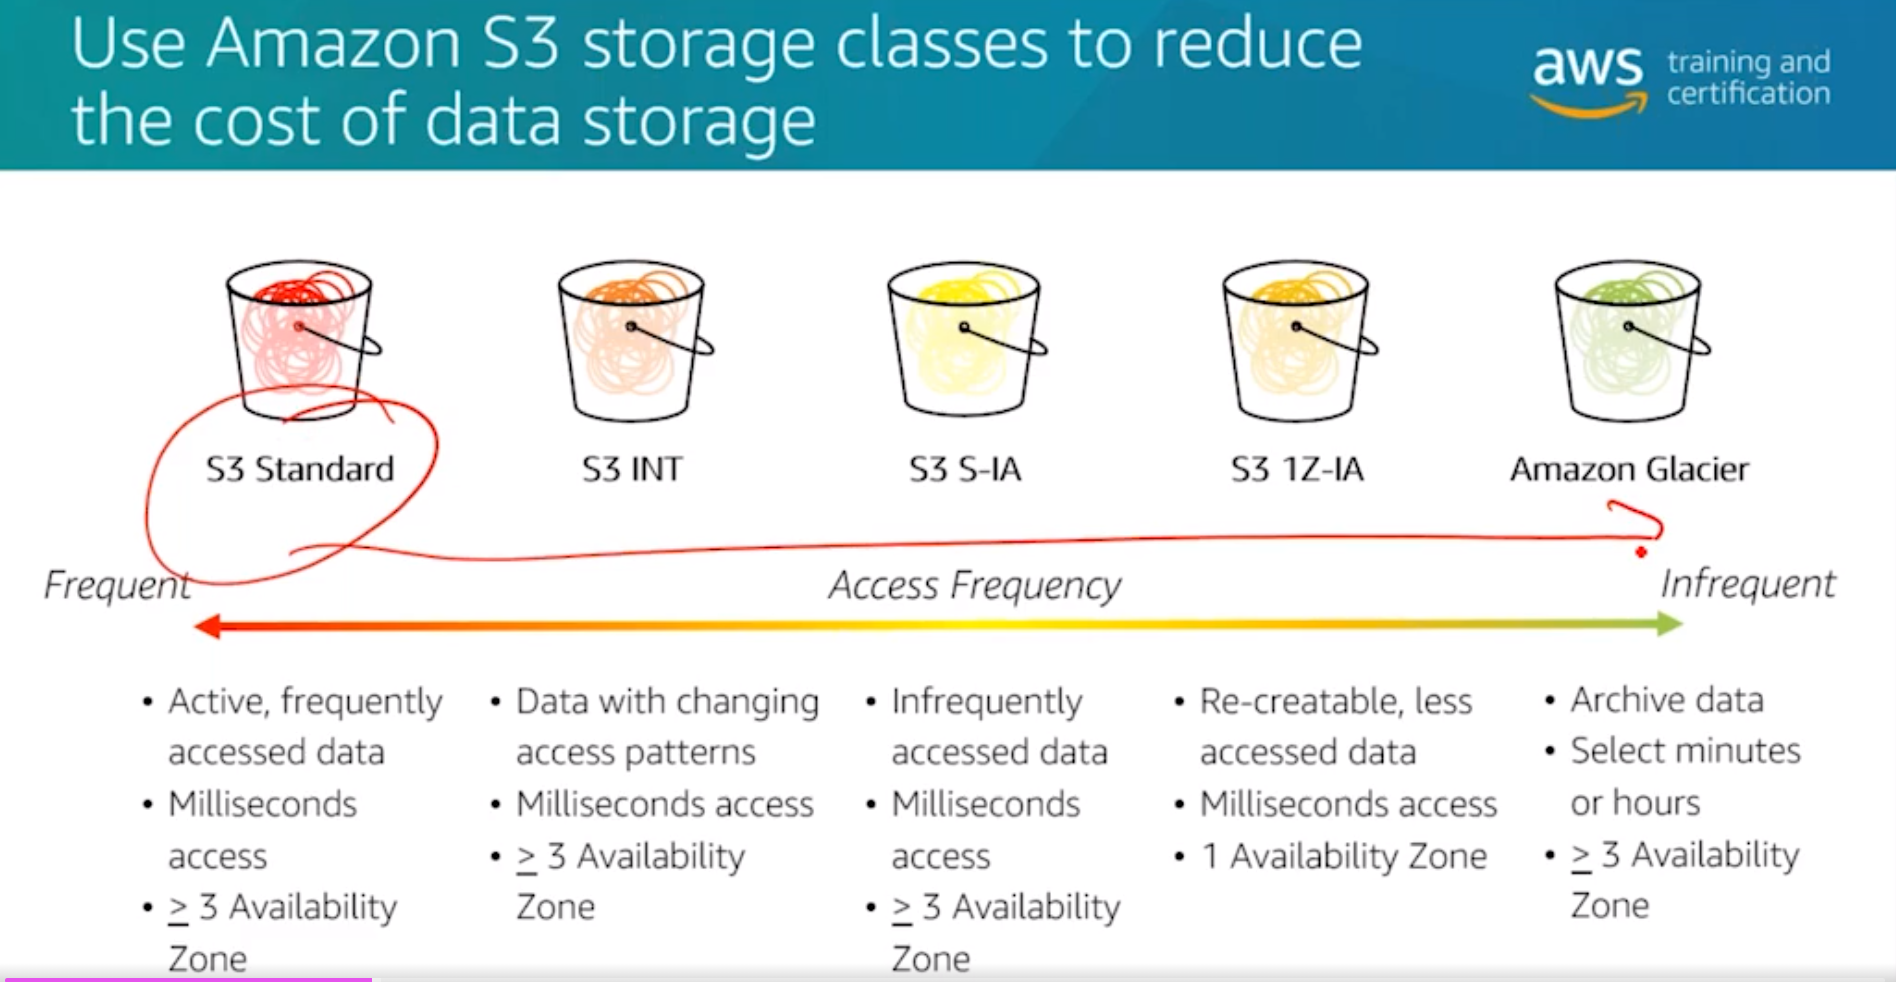 Use Amazon S3 storage classes to reduce
the cost of data storage
aws training and
certification
S3 Standard
S3 INT
S3 S-IA
S3 1Z-IA
Amazon Glacier
Frequent
Access Frequency
Infrequent
• Active, frequently
accessed data
• Milliseconds
access
• ≥ 3 Availability
Zone
• Data with changing
access patterns
• Milliseconds access
• ≥ 3 Availability
Zone
• Infrequently
accessed data
• Milliseconds
access
• ≥ 3 Availability
Zone
• Re-creatable, less
accessed data
• Milliseconds access
• 1 Availability Zone
• Archive data
• Select minutes
or hours
• ≥ 3 Availability
Zone